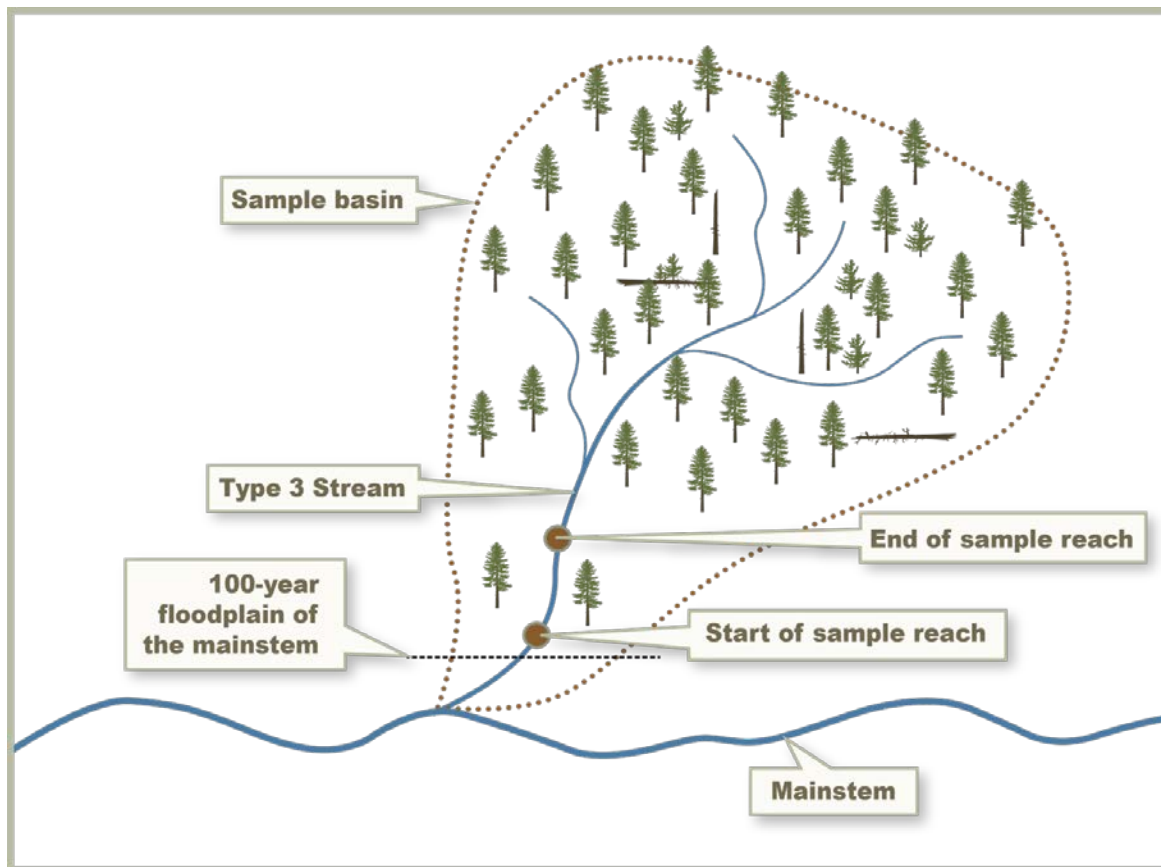 Sample basin
Type 3 Stream
End of sample reach
100-year
floodplain of
the mainstem
Start of sample reach
Mainstem